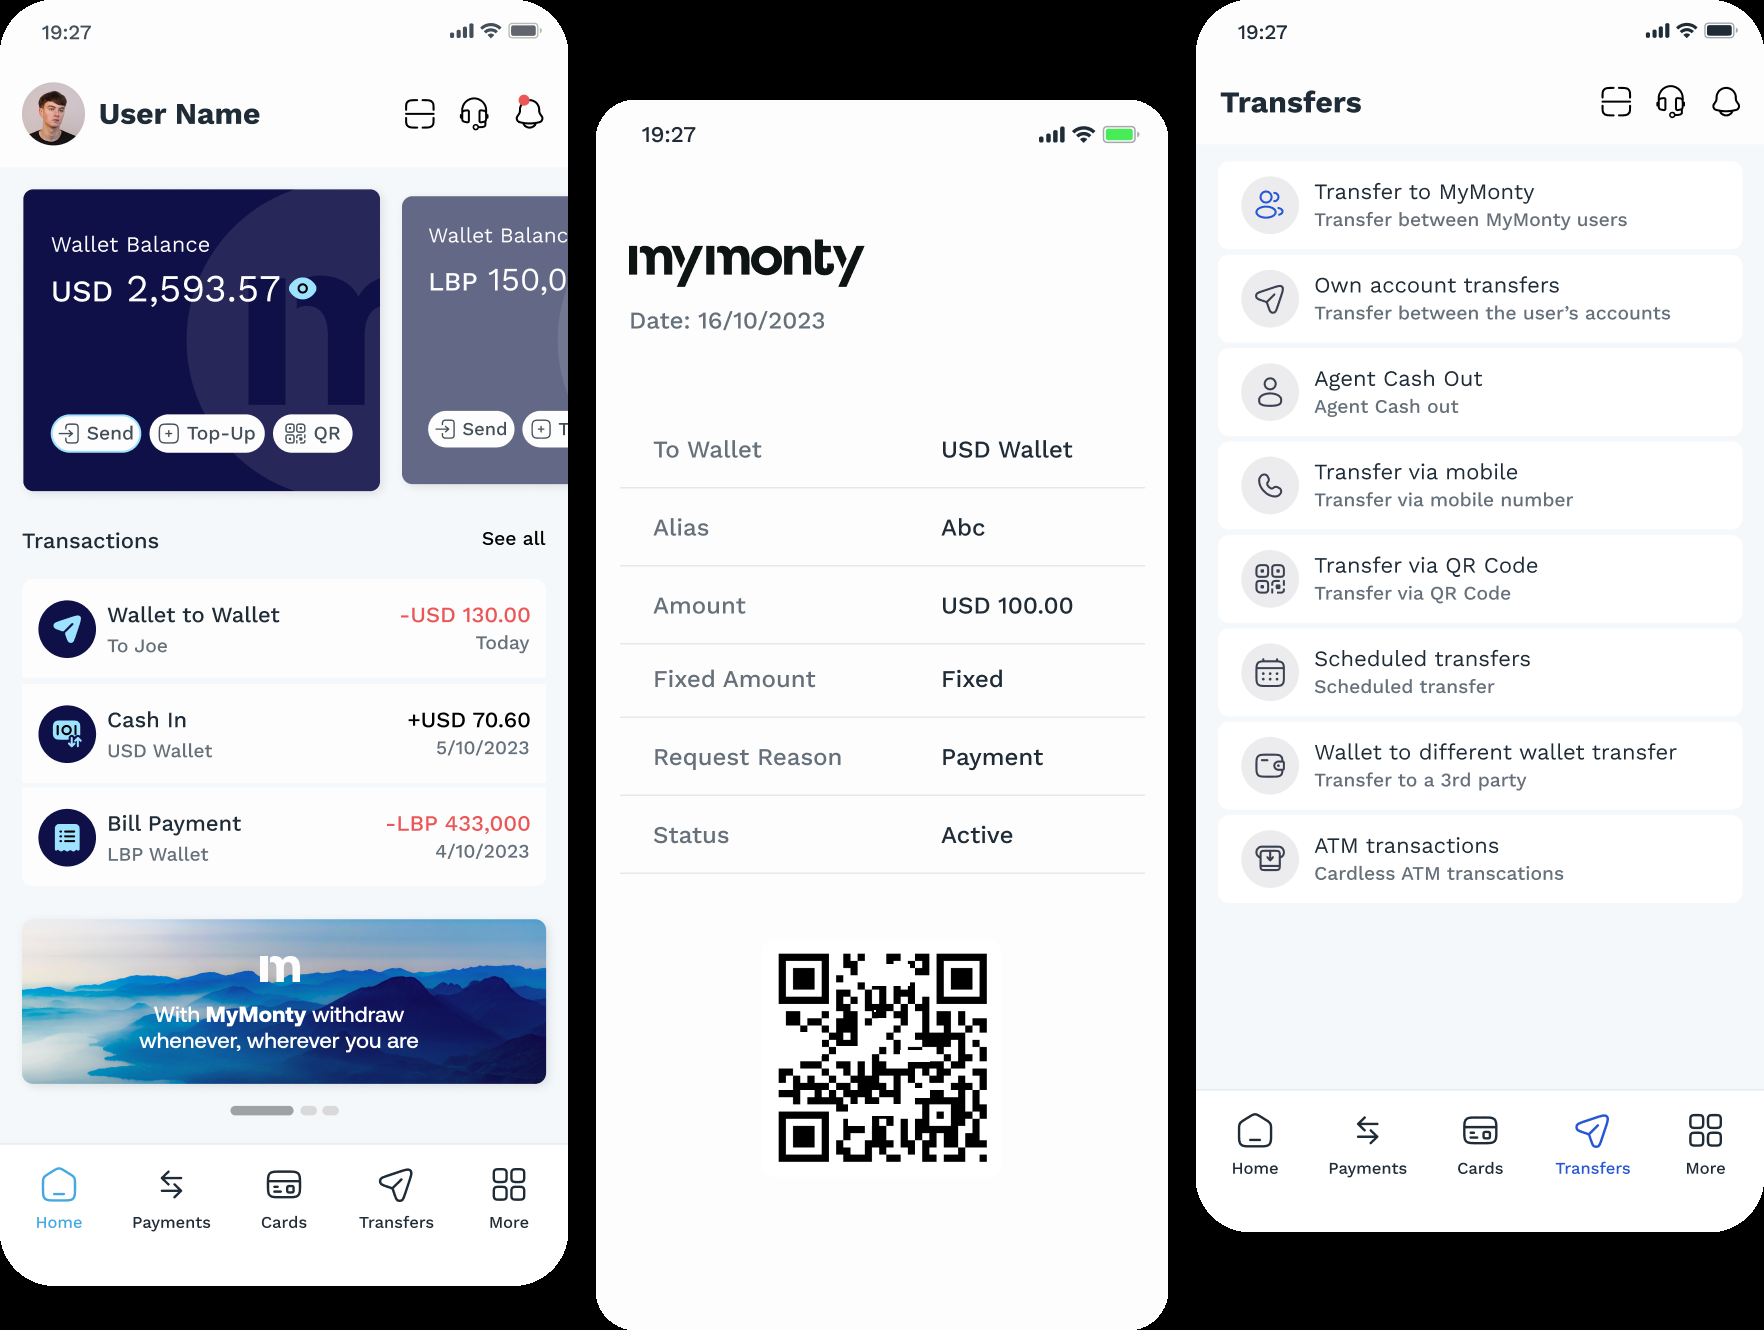 19:27
User Name
Wallet Balance
USD 2,593.57
Send
Top-Up
QR
Wallet Balanc
LBP 150,0
Send
T
Transactions
See all
Wallet to Wallet
-USD 130.00
To Joe
Today
Cash In
+USD 70.60
USD Wallet
5/10/2023
Bill Payment
-LBP 433,000
LBP Wallet
4/10/2023
m
With MyMonty withdraw
whenever, wherever you are
Home
Payments
Cards
Transfers
More
19:27
mymonty
Date: 16/10/2023
To Wallet
USD Wallet
Alias
Abc
Amount
USD 100.00
Fixed Amount
Fixed
Request Reason
Payment
Status
Active
19:27
Transfers
Transfer to MyMonty
Transfer between MyMonty users
Own account transfers
Transfer between the user’s accounts
Agent Cash Out
Agent Cash out
Transfer via mobile
Transfer via mobile number
Transfer via QR Code
Transfer via QR Code
Scheduled transfers
Scheduled transfer
Wallet to different wallet transfer
Transfer to a 3rd party
ATM transactions
Cardless ATM transcations
Home
Payments
Cards
Transfers
More